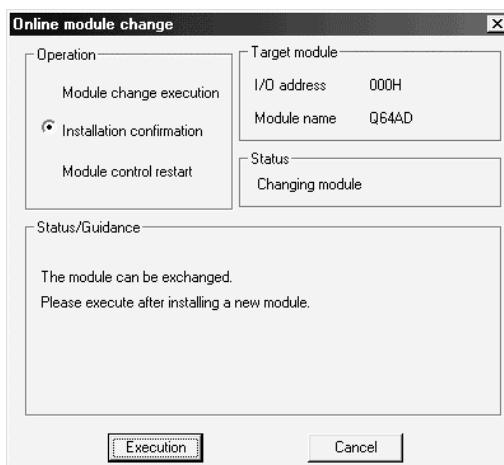 Online module change
Operation
Module change execution
Installation confirmation
Module control restart
Target module
I/O address 000H
Module name Q64AD
Status
Changing module
Status/Guidance
The module can be exchanged.
Please execute after installing a new module.
Execution Cancel